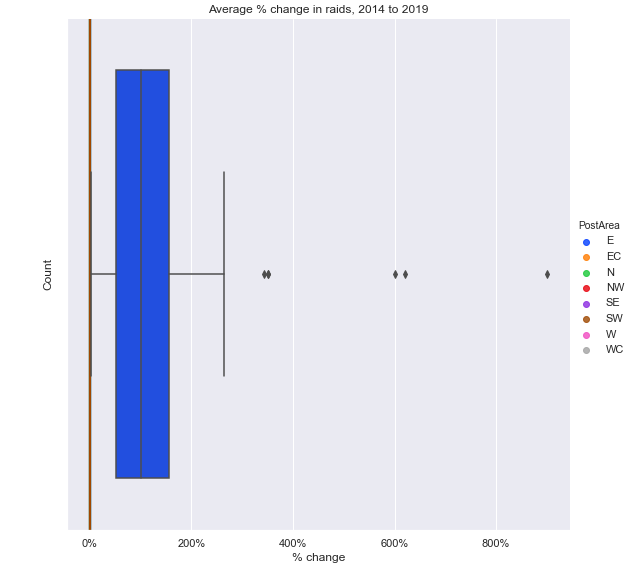 Average % change in raids, 2014 to 2019
Count
PostArea
E
EC
N
NW
SE
SW
W
WC
0% 200% 400% 600% 800%
% change